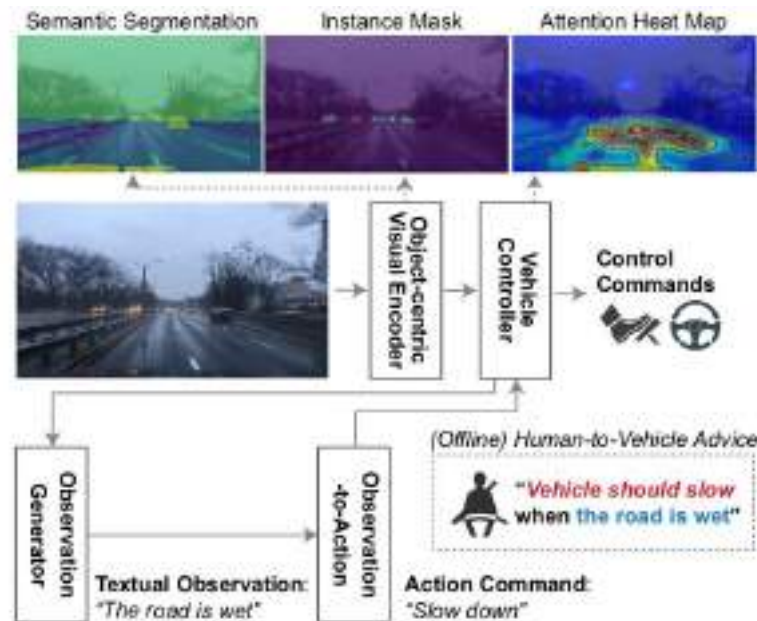 Semantic Segmentation
Instance Mask
Attention Heat Map
Object-centric
Visual Encoder
Vehicle
Controller
Control
Commands
(Offline) Human-to-Vehicle Advice
"Vehicle should slow
when the road is wet"
Observation
Generator
Observation
-to-Action
Textual Observation:
"The road is wet"
Action Command:
"Slow down"